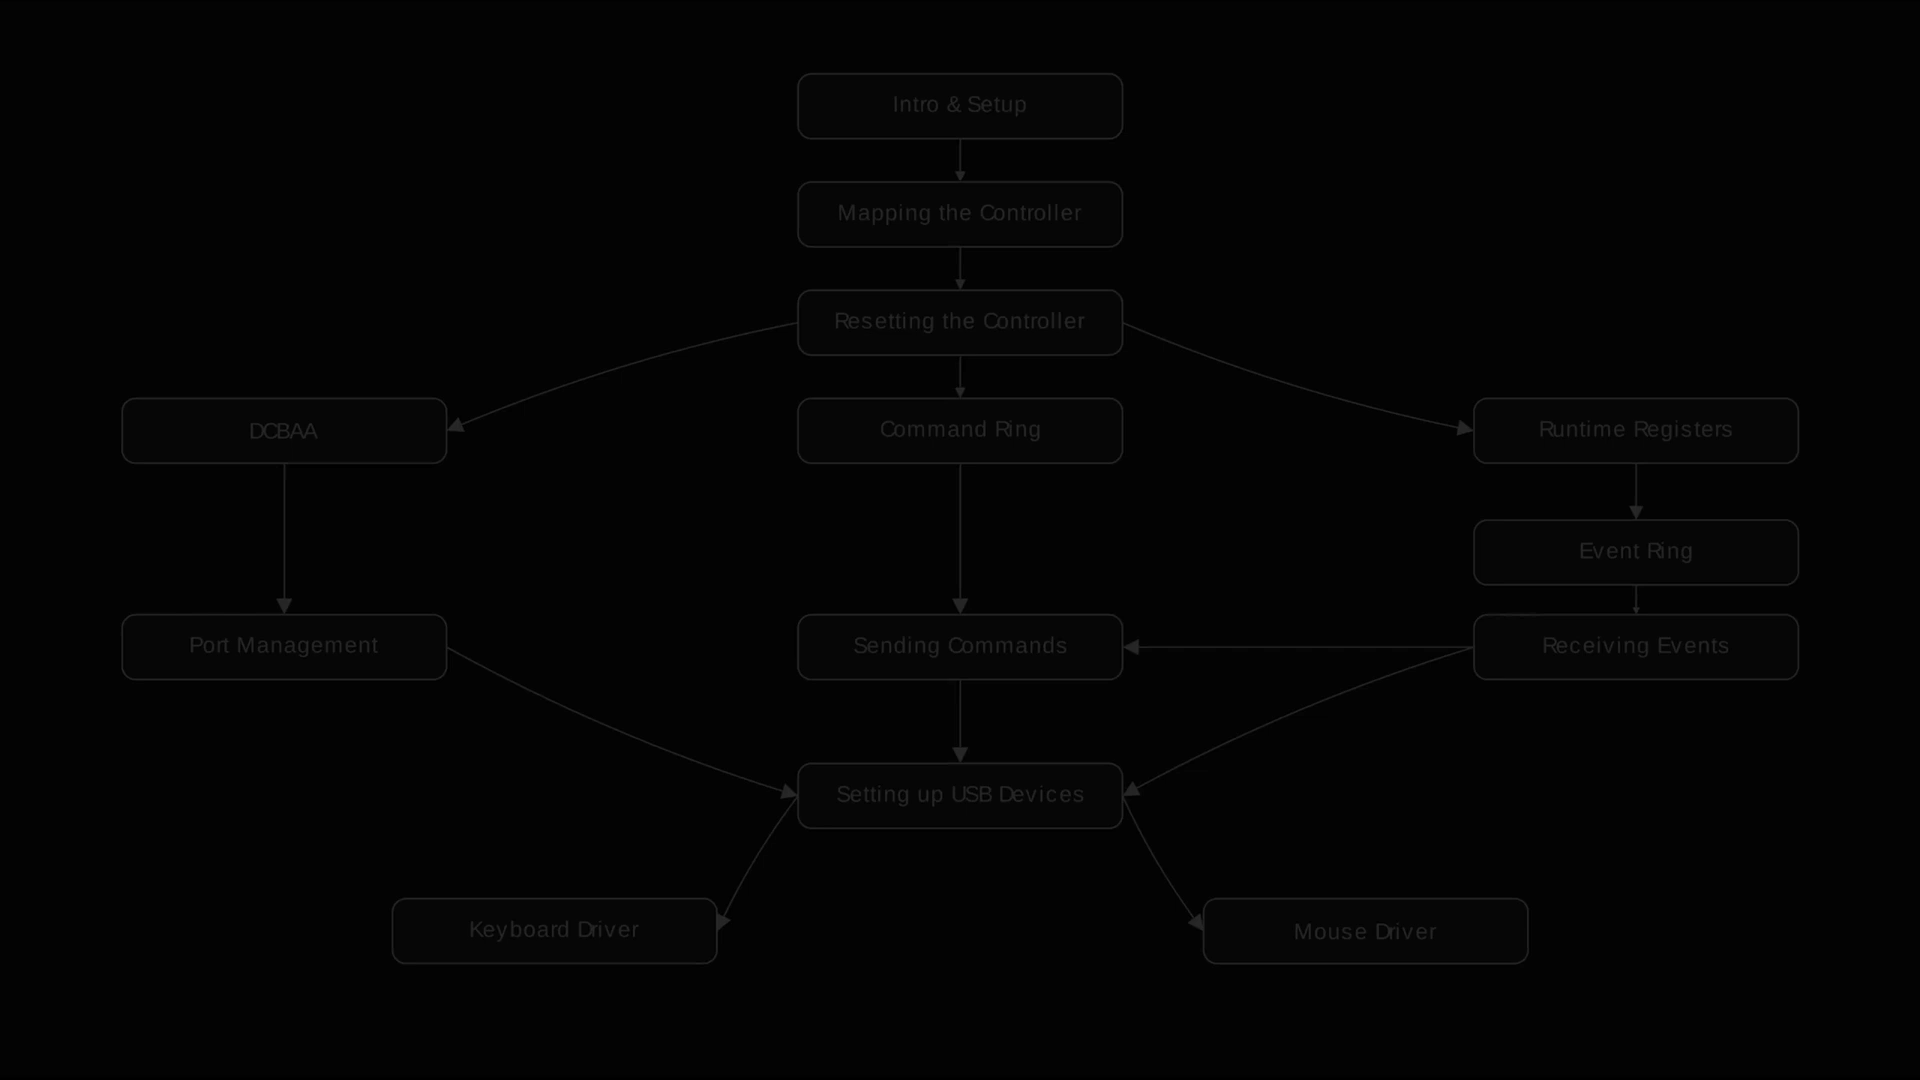 Intro & Setup
Mapping the Controller
Resetting the Controller
DCBAA
Command Ring
Runtime Registers
Event Ring
Port Management
Sending Commands
Receiving Events
Setting up USB Devices
Keyboard Driver
Mouse Driver